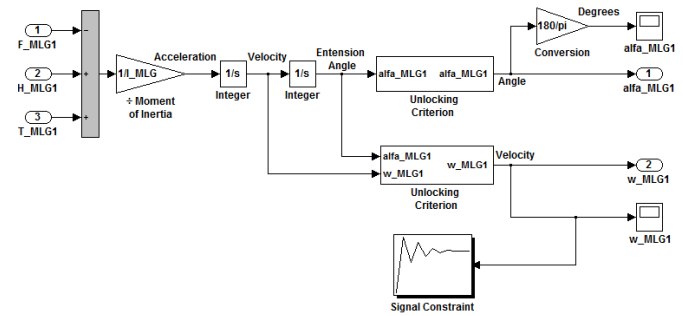 1
F_MLG1
2
H_MLG1
3
T_MLG1
−
+
+
1/I_MLG
÷ Moment
of Inertia
Acceleration
1/s
Integer
Velocity
1/s
Integer
Entension
Angle
alfa_MLG1 alfa_MLG1
Unlocking
Criterion
Angle
180/pi
Conversion
Degrees
alfa_MLG1
1
alfa_MLG1
alfa_MLG1
w_MLG1
w_MLG1
Unlocking
Criterion
Velocity
2
w_MLG1
w_MLG1
Signal Constraint